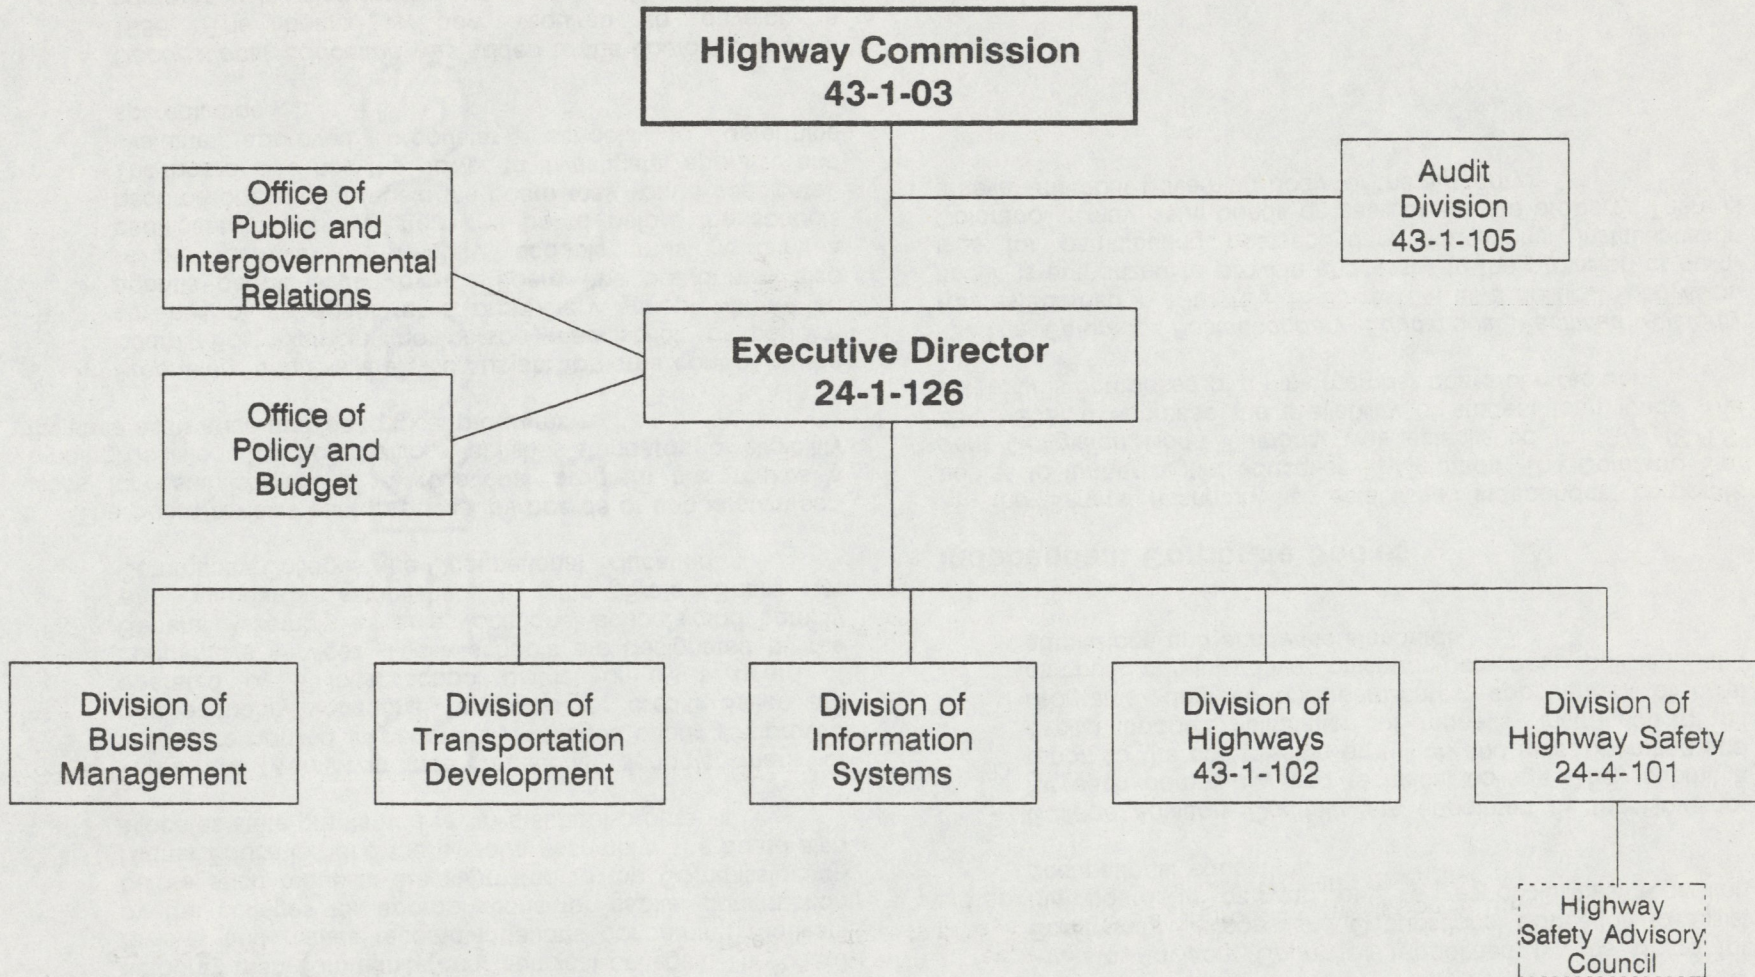 Highway Commission
43-1-03
Audit
Division
43-1-105
Office of
Public and
Intergovernmental
Relations
Executive Director
24-1-126
Office of
Policy and
Budget
Division of
Business
Management
Division of
Transportation
Development
Division of
Information
Systems
Division of
Highways
43-1-102
Division of
Highway Safety
24-4-101
Highway
Safety Advisory
Council